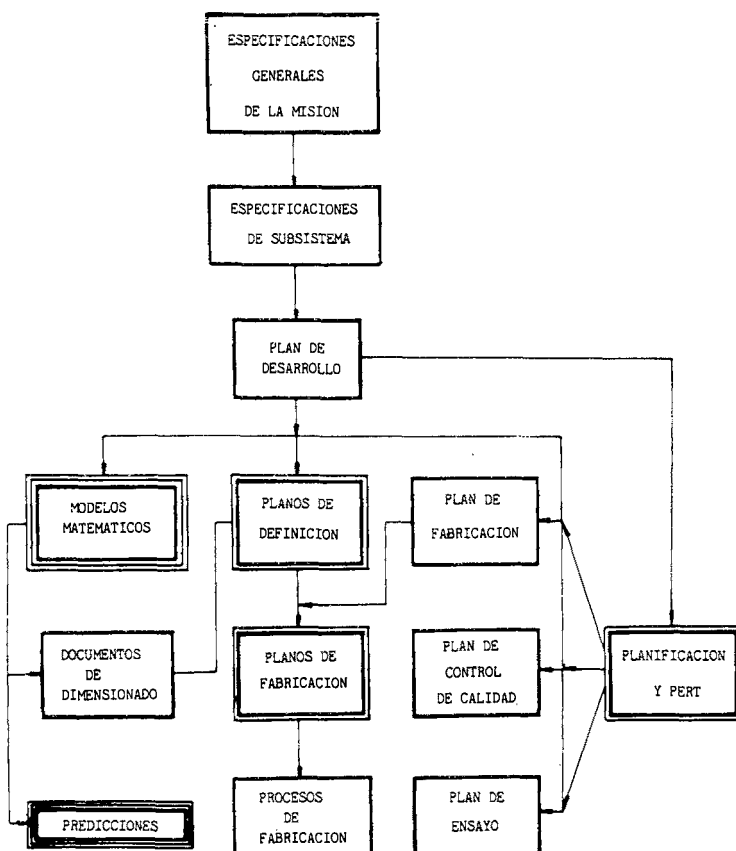 ESPECIFICACIONES
GENERALES
DE LA MISION
ESPECIFICACIONES
DE SUBSISTEMA
PLAN DE
DESARROLLO
MODELOS
MATEMATICOS
PLANOS DE
DEFINICION
PLAN DE
FABRICACION
DOCUMENTOS
DE
DIMENSIONADO
PLANOS DE
FABRICACION
PLAN DE
CONTROL
DE CALIDAD
PLANIFICACION
Y PERT
PREDICCIONES
PROCESOS
DE
FABRICACION
PLAN DE
ENSAYO